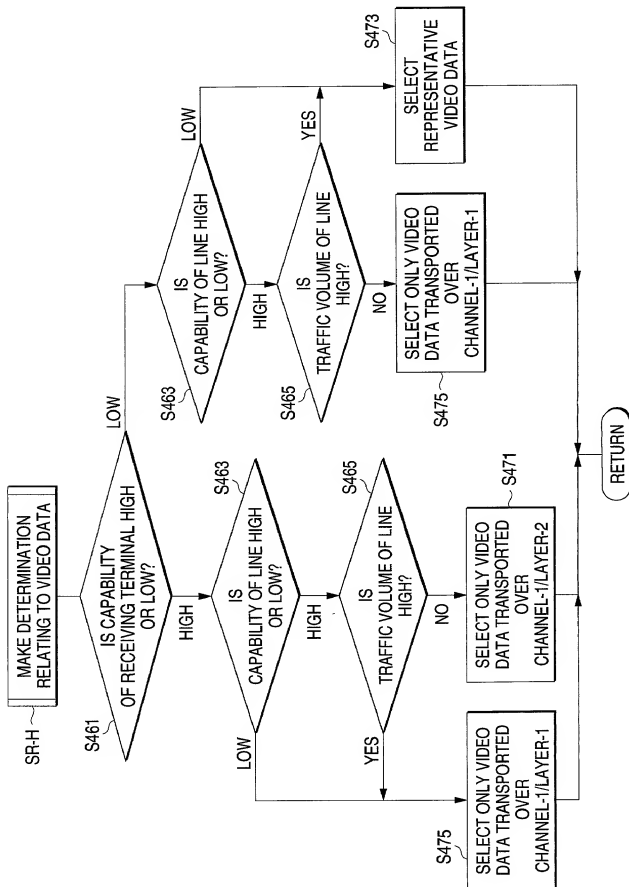 MAKE DETERMINATION
RELATING TO VIDEO DATA
SR-H
IS CAPABILITY
OF RECEIVING TERMINAL HIGH
OR LOW?
S461
LOW
HIGH
IS
CAPABILITY OF LINE HIGH
OR LOW?
S463
LOW
HIGH
IS
TRAFFIC VOLUME OF LINE
HIGH?
S465
YES
NO
SELECT ONLY VIDEO
DATA TRANSPORTED
OVER
CHANNEL-1/LAYER-1
S475
SELECT ONLY VIDEO
DATA TRANSPORTED
OVER
CHANNEL-1/LAYER-2
S471
IS
CAPABILITY OF LINE HIGH
OR LOW?
S463
LOW
HIGH
IS
TRAFFIC VOLUME OF LINE
HIGH?
S465
YES
NO
SELECT ONLY VIDEO
DATA TRANSPORTED
OVER
CHANNEL-1/LAYER-1
S475
SELECT
REPRESENTATIVE
VIDEO DATA
S473
RETURN